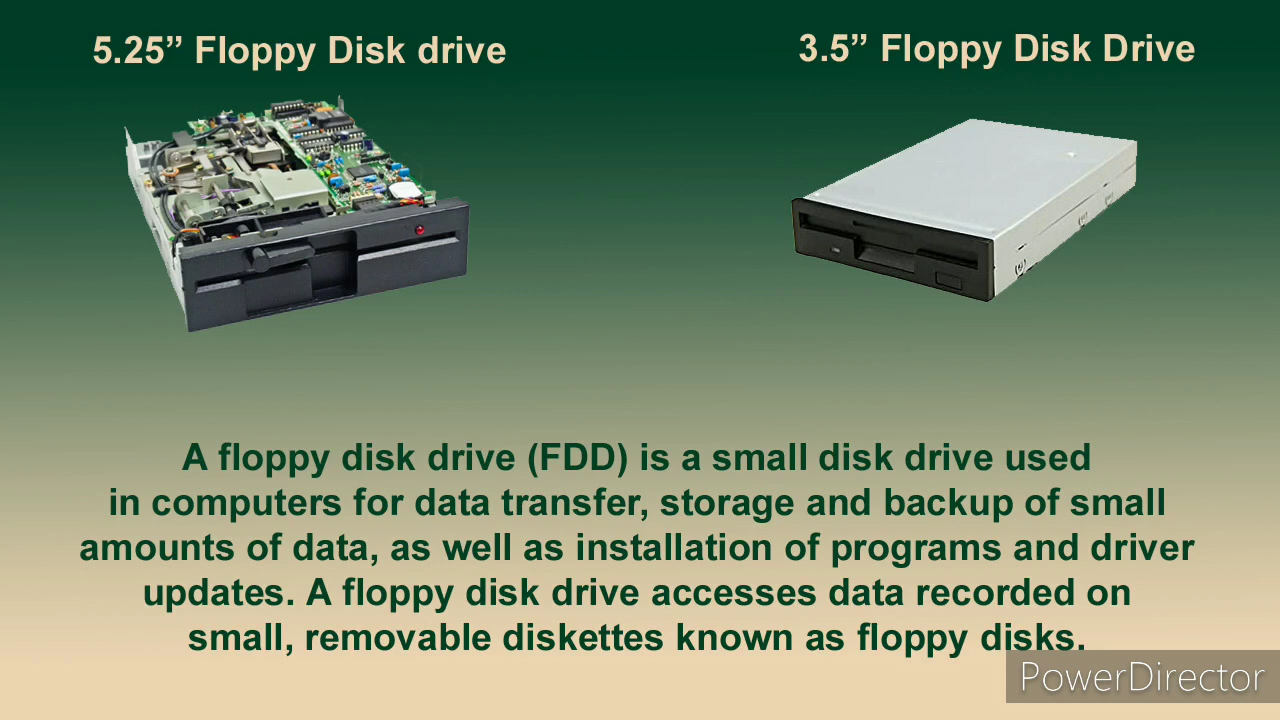 5.25” Floppy Disk drive
3.5” Floppy Disk Drive
A floppy disk drive (FDD) is a small disk drive used
in computers for data transfer, storage and backup of small
amounts of data, as well as installation of programs and driver
updates. A floppy disk drive accesses data recorded on
small, removable diskettes known as floppy disks.
PowerDirector